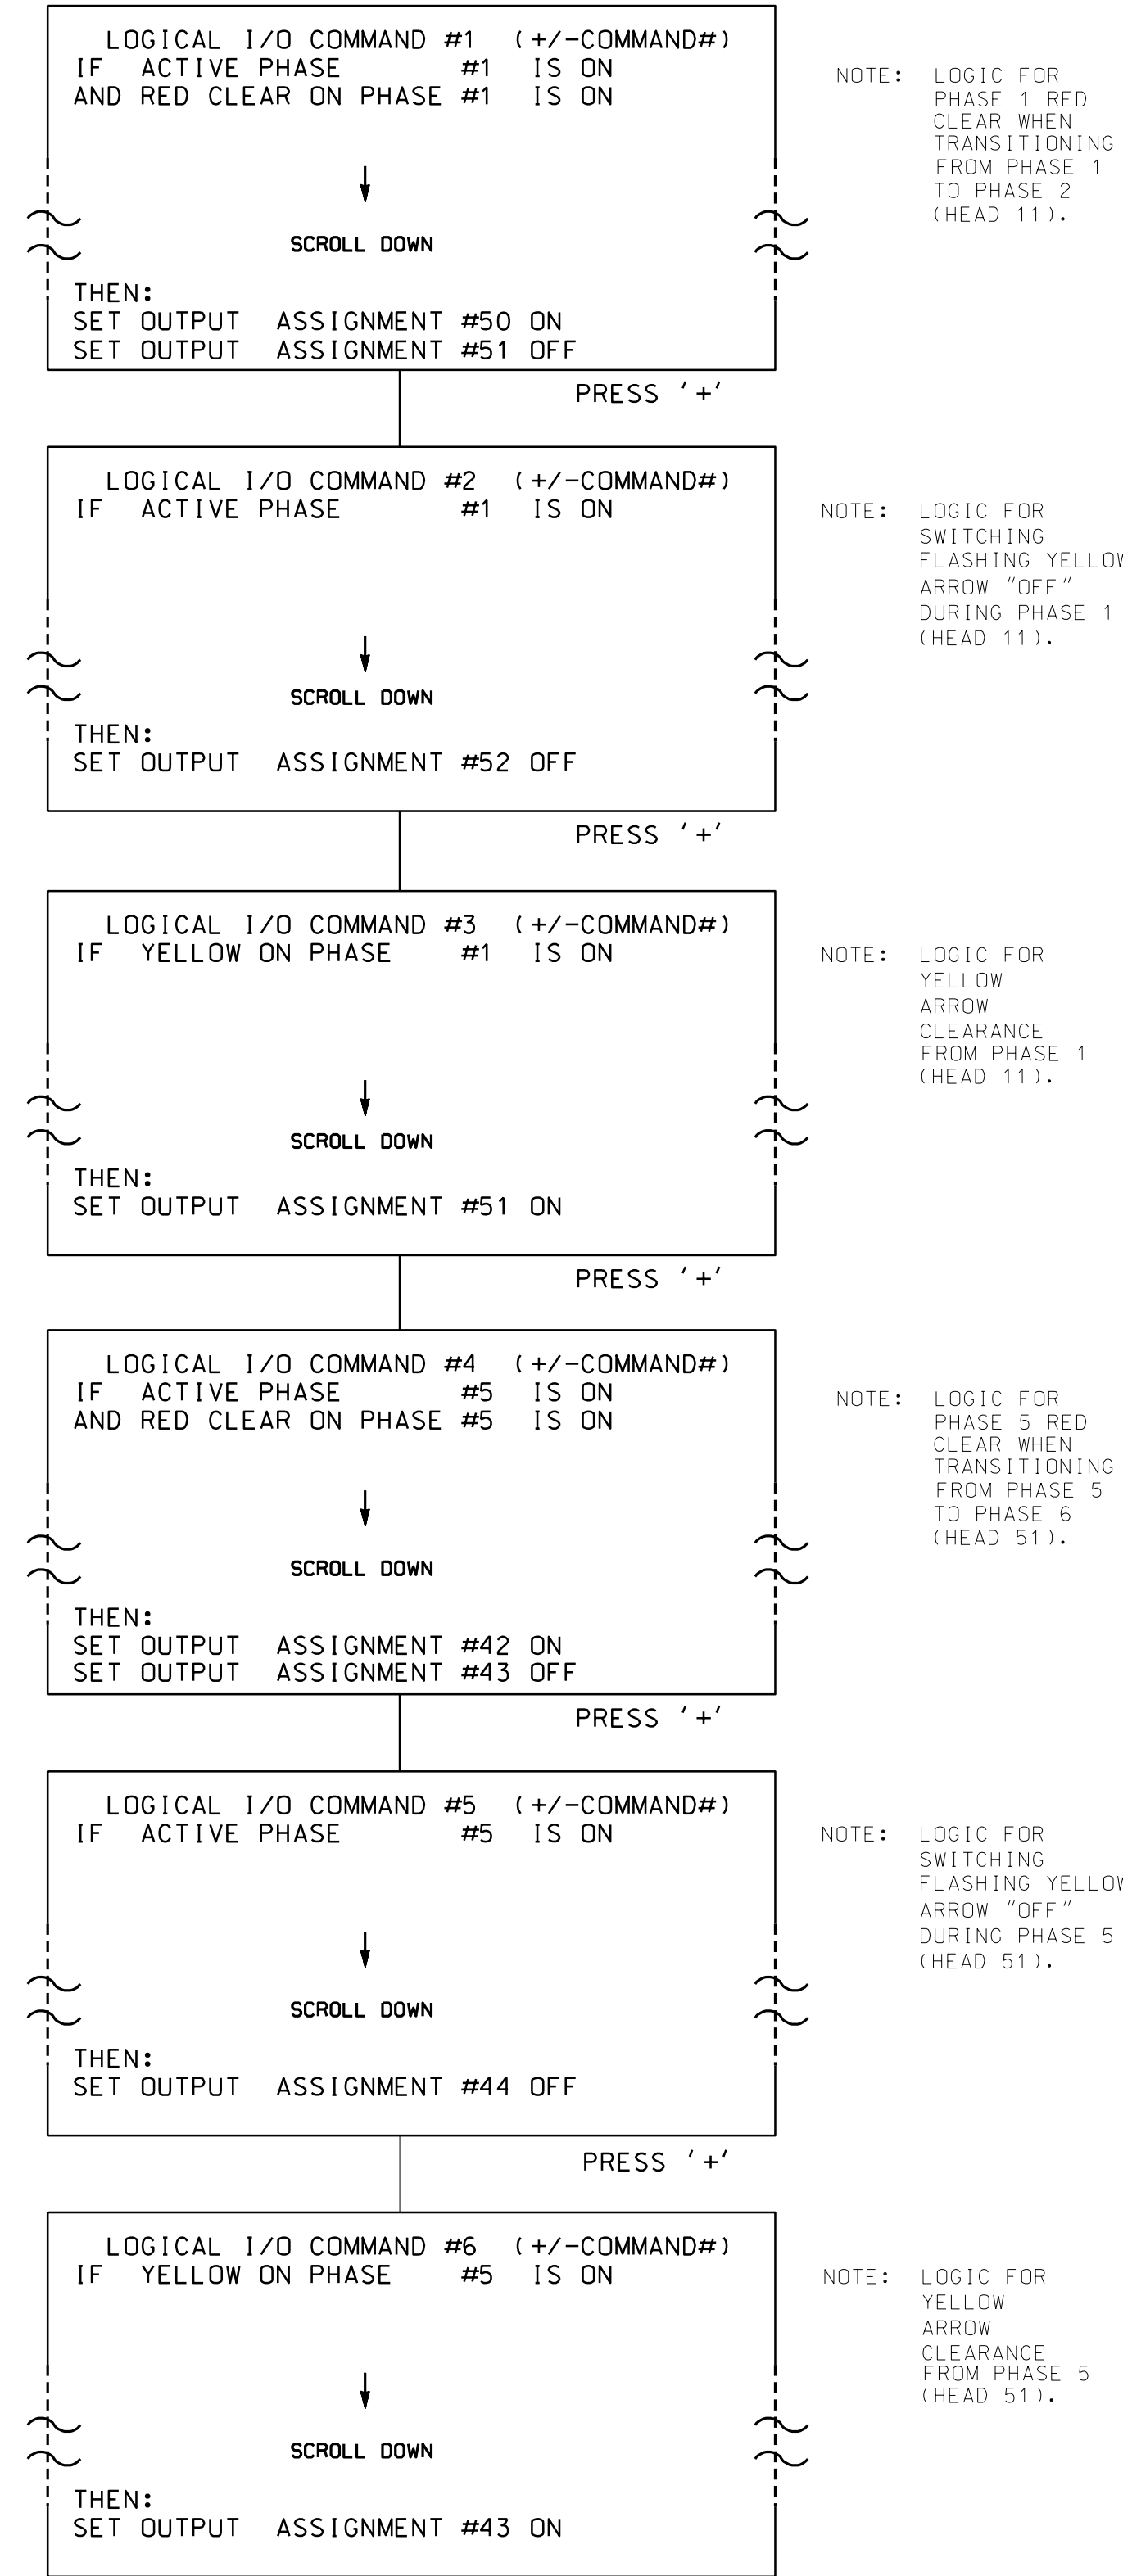 LOGICAL I/O COMMAND #1 (+/-COMMAND#)
IF ACTIVE PHASE #1 IS ON
AND RED CLEAR ON PHASE #1 IS ON
SCROLL DOWN
THEN:
SET OUTPUT ASSIGNMENT #50 ON
SET OUTPUT ASSIGNMENT #51 OFF
NOTE: LOGIC FOR
PHASE 1 RED
CLEAR WHEN
TRANSITIONING
FROM PHASE 1
TO PHASE 2
(HEAD 11).
PRESS '+'
LOGICAL I/O COMMAND #2 (+/-COMMAND#)
IF ACTIVE PHASE #1 IS ON
SCROLL DOWN
THEN:
SET OUTPUT ASSIGNMENT #52 OFF
NOTE: LOGIC FOR
SWITCHING
FLASHING YELLOW
ARROW "OFF"
DURING PHASE 1
(HEAD 11).
PRESS '+'
LOGICAL I/O COMMAND #3 (+/-COMMAND#)
IF YELLOW ON PHASE #1 IS ON
SCROLL DOWN
THEN:
SET OUTPUT ASSIGNMENT #51 ON
NOTE: LOGIC FOR
YELLOW
ARROW
CLEARANCE
FROM PHASE 1
(HEAD 11).
PRESS '+'
LOGICAL I/O COMMAND #4 (+/-COMMAND#)
IF ACTIVE PHASE #5 IS ON
AND RED CLEAR ON PHASE #5 IS ON
SCROLL DOWN
THEN:
SET OUTPUT ASSIGNMENT #42 ON
SET OUTPUT ASSIGNMENT #43 OFF
NOTE: LOGIC FOR
PHASE 5 RED
CLEAR WHEN
TRANSITIONING
FROM PHASE 5
TO PHASE 6
(HEAD 51).
PRESS '+'
LOGICAL I/O COMMAND #5 (+/-COMMAND#)
IF ACTIVE PHASE #5 IS ON
SCROLL DOWN
THEN:
SET OUTPUT ASSIGNMENT #44 OFF
NOTE: LOGIC FOR
SWITCHING
FLASHING YELLOW
ARROW "OFF"
DURING PHASE 5
(HEAD 51).
PRESS '+'
LOGICAL I/O COMMAND #6 (+/-COMMAND#)
IF YELLOW ON PHASE #5 IS ON
SCROLL DOWN
THEN:
SET OUTPUT ASSIGNMENT #43 ON
NOTE: LOGIC FOR
YELLOW
ARROW
CLEARANCE
FROM PHASE 5
(HEAD 51).